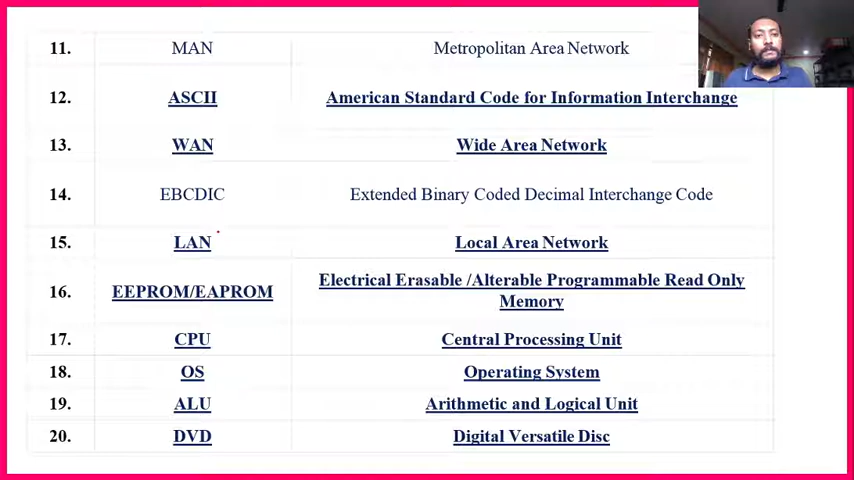 11. MAN Metropolitan Area Network
12. ASCII American Standard Code for Information Interchange
13. WAN Wide Area Network
14. EBCDIC Extended Binary Coded Decimal Interchange Code
15. LAN Local Area Network
16. EEPROM/EAPROM Electrical Erasable /Alterable Programmable Read Only
Memory
17. CPU Central Processing Unit
18. OS Operating System
19. ALU Arithmetic and Logical Unit
20. DVD Digital Versatile Disc